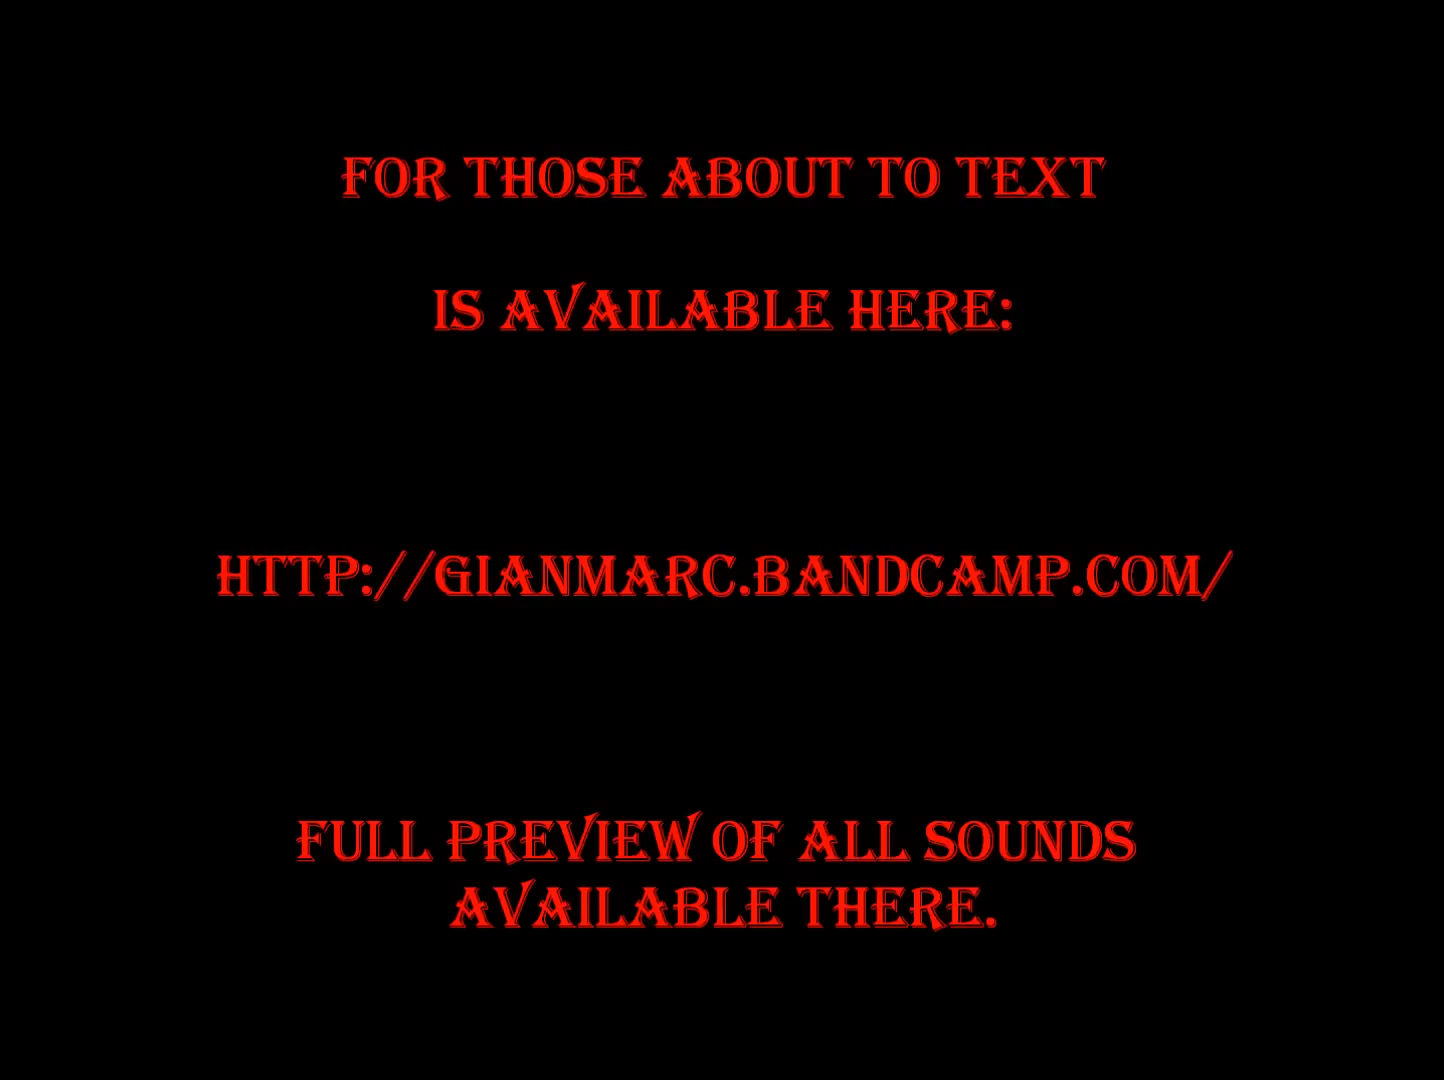 FOR THOSE ABOUT TO TEXT
IS AVAILABLE HERE:
HTTP://GIANMARC.BANDCAMP.COM/
FULL PREVIEW OF ALL SOUNDS
AVAILABLE THERE.